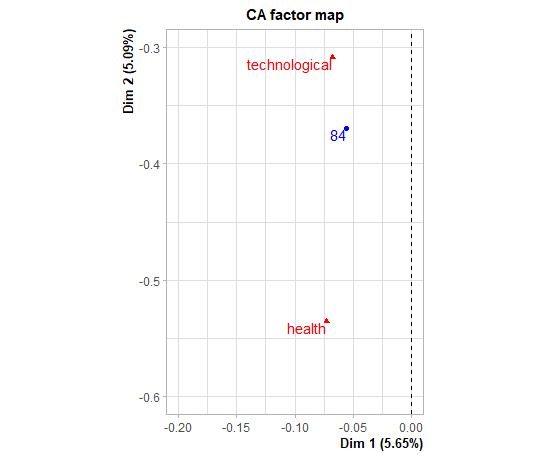 CA factor map
Dim 2 (5.09%)
-0.3
technological
84
-0.4
-0.5
health
-0.6
-0.20 -0.15 -0.10 -0.05 0.00
Dim 1 (5.65%)